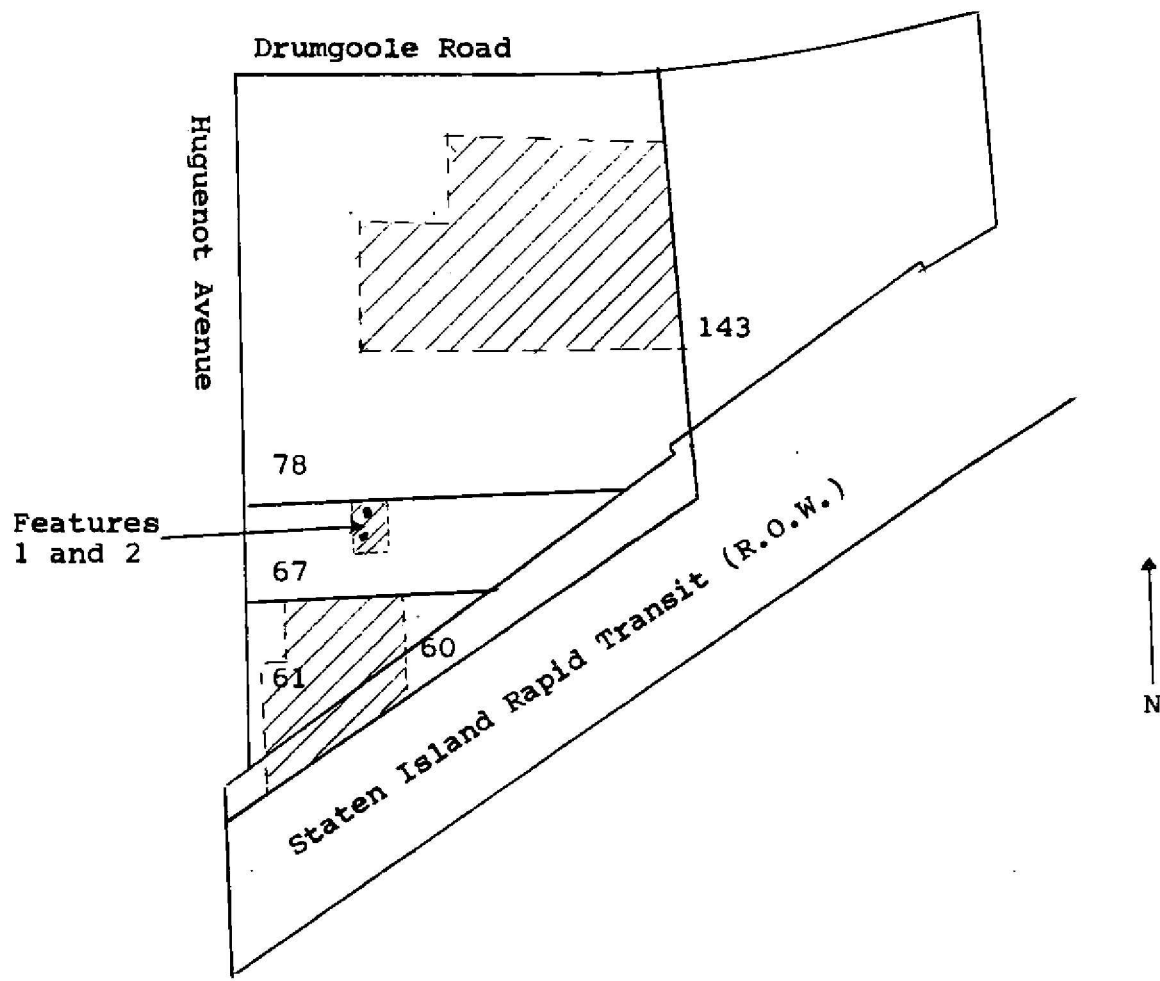 Drumgoole Road
Huguenot Avenue
143
78
Features
1 and 2
67
60
61
Staten Island Rapid Transit (R.O.W.)
N